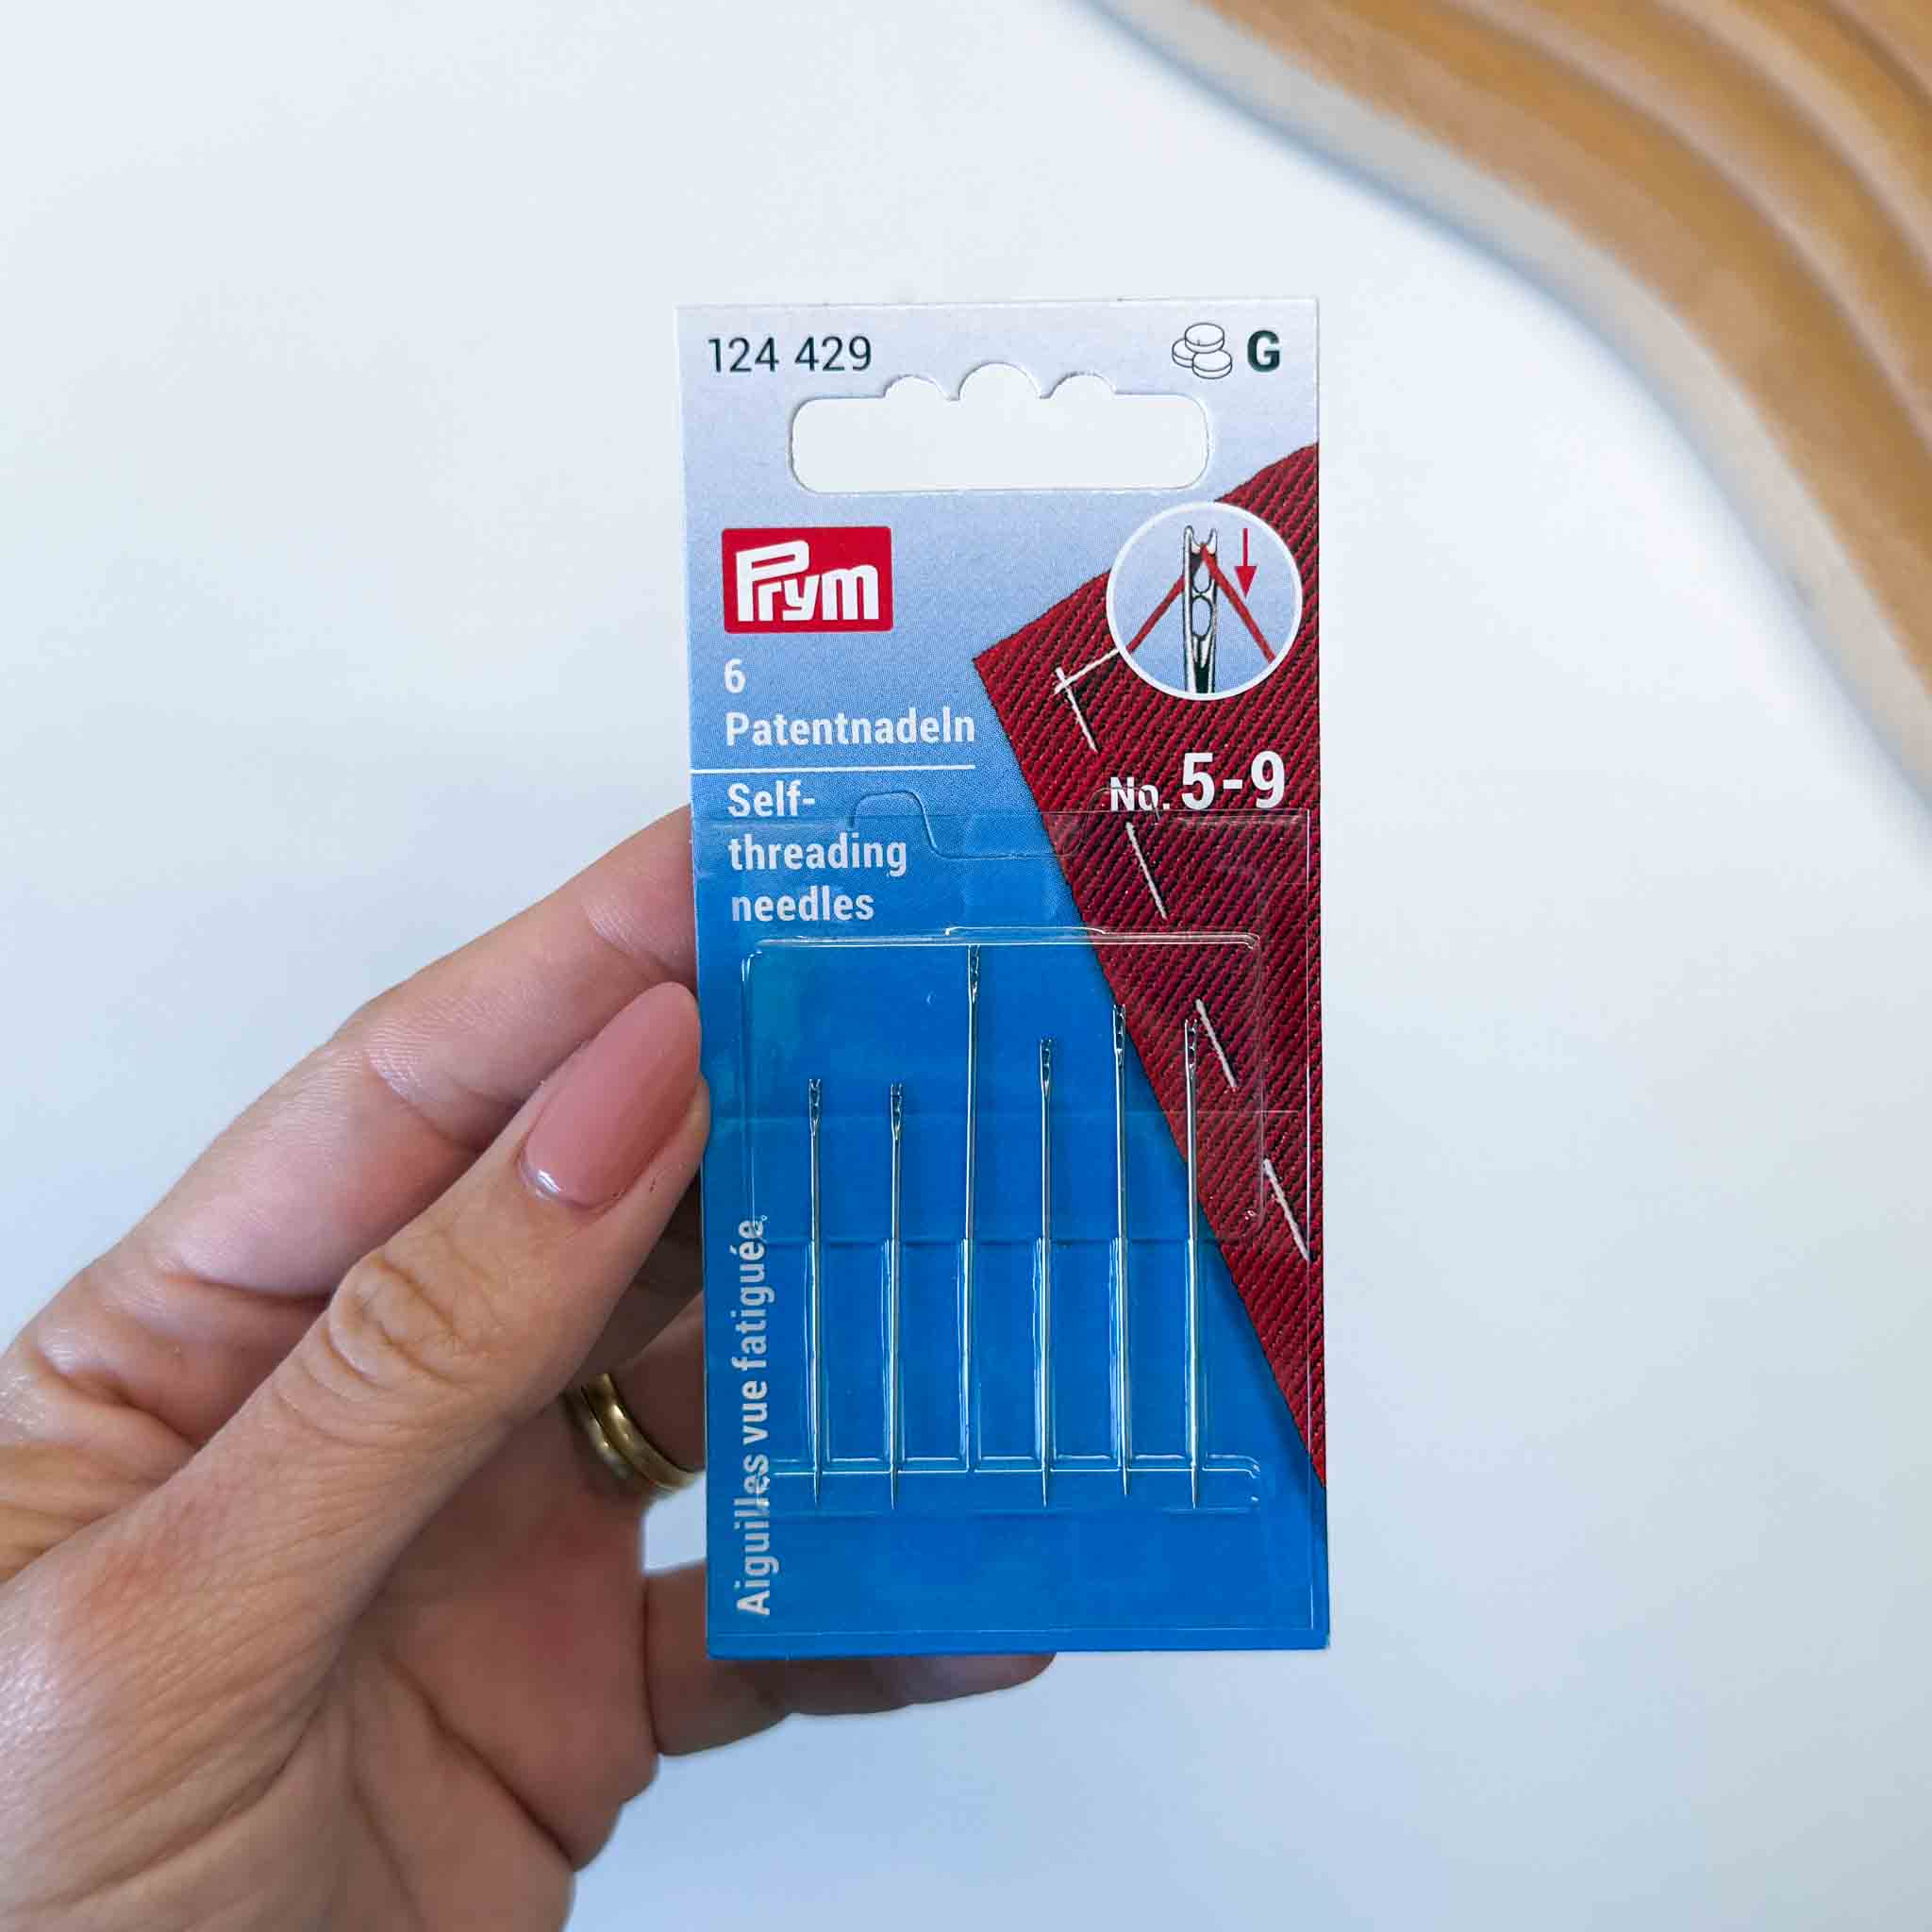 124 429
G
Prym
6
Patentnadeln
Self-
threading
needles
No. 5-9
Aiguilles vue fatiguée